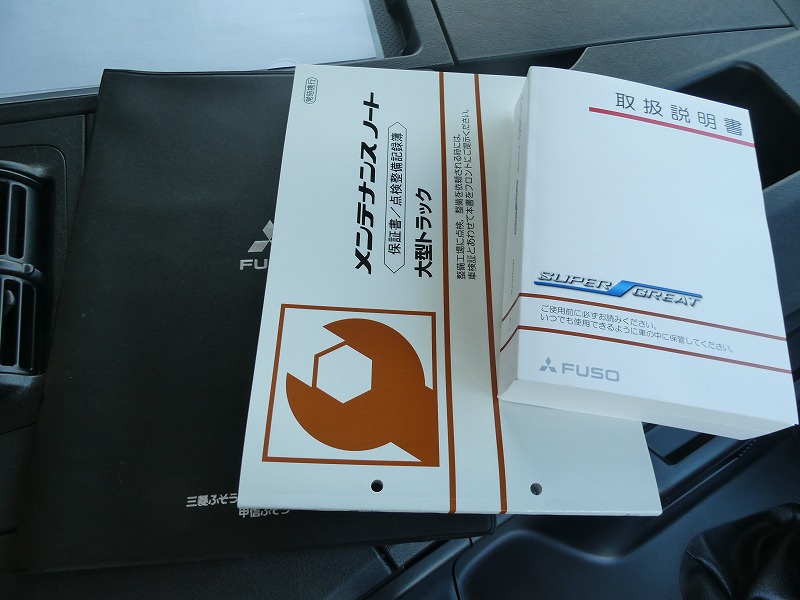 FUSO
三菱ふそう
甲信ふそう
メンテナンスノート
保証書/点検整備記録簿
大型トラック
整備工場に点検、整備を依頼される時には、
車検証とあわせて本書をフロントにご提示ください。
取扱説明書
SUPER GREAT
ご使用前に必ずお読みください。
いつでも使用できるように車の中に保管してください。
FUSO